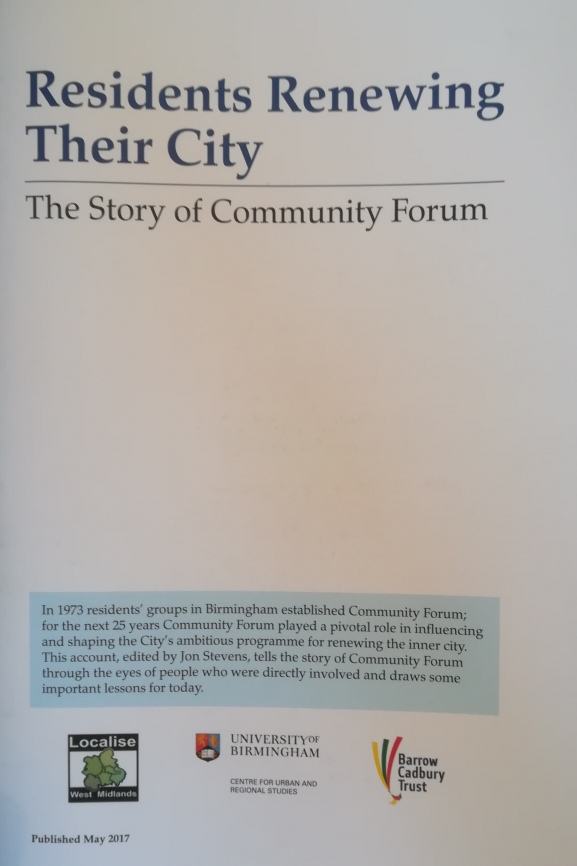 Residents Renewing
Their City
The Story of Community Forum
In 1973 residents' groups in Birmingham established Community Forum;
for the next 25 years Community Forum played a pivotal role in influencing
and shaping the City's ambitious programme for renewing the inner city.
This account, edited by Jon Stevens, tells the story of Community Forum
through the eyes of people who were directly involved and draws some
important lessons for today.
Localise
West Midlands
UNIVERSITYOF
BIRMINGHAM
CENTRE FOR URBAN AND
REGIONAL STUDIES
Barrow
Cadbury
Trust
Published May 2017